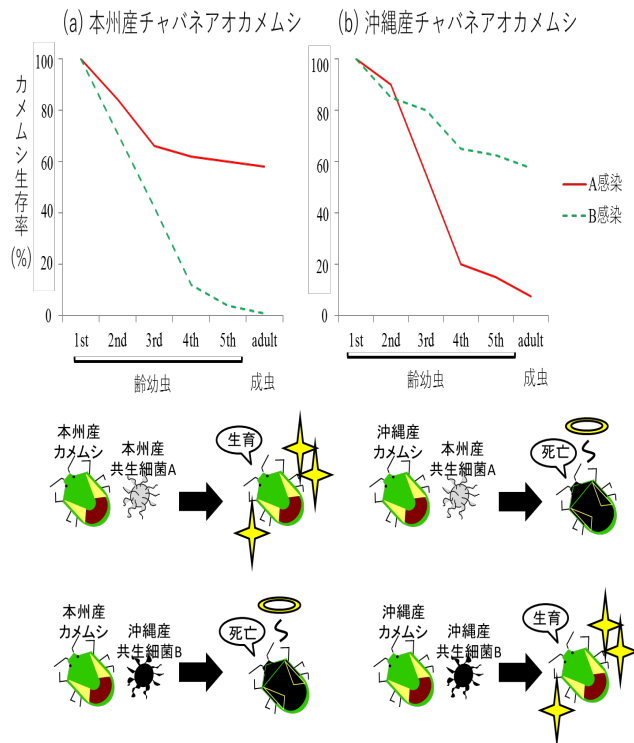 (a) 本州産チャバネアオカメムシ
(b) 沖縄産チャバネアオカメムシ
カメムシ生存率(%)
100
80
60
40
20
0
1st 2nd 3rd 4th 5th adult
齢幼虫 成虫
100
80
60
40
20
0
1st 2nd 3rd 4th 5th adult
齢幼虫 成虫
A感染
B感染
本州産
カメムシ
本州産
共生細菌A
生育
沖縄産
カメムシ
本州産
共生細菌A
死亡
本州産
カメムシ
沖縄産
共生細菌B
死亡
沖縄産
カメムシ
沖縄産
共生細菌B
生育